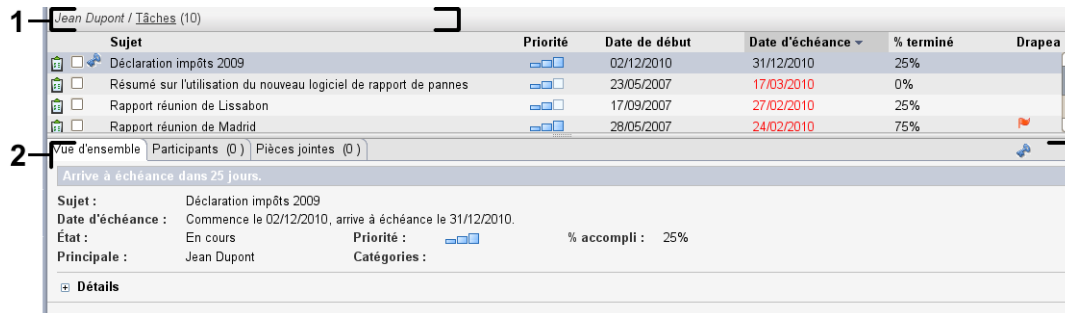 1
Jean Dupont / Tâches (10)
Sujet Priorité Date de début Date d'échéance % terminé Drapea
Déclaration impôts 2009 02/12/2010 31/12/2010 25%
Résumé sur l'utilisation du nouveau logiciel de rapport de pannes 23/05/2007 17/03/2010 0%
Rapport réunion de Lissabon 17/09/2007 27/02/2010 25%
Rapport réunion de Madrid 28/05/2007 24/02/2010 75%
2
Vue d'ensemble Participants (0) Pièces jointes (0)
Arrive à échéance dans 25 jours.
Sujet : Déclaration impôts 2009
Date d'échéance : Commence le 02/12/2010, arrive à échéance le 31/12/2010.
État : En cours Priorité : % accompli : 25%
Principale : Jean Dupont Catégories :
Détails